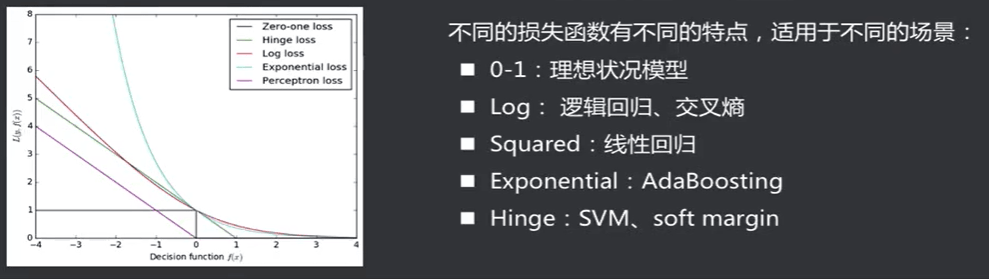 8
7
6
5
4
3
2
1
0
-4
-3
-2
-1
0
1
2
3
4
L(y, f(x))
Decision function f(x)
Zero-one loss
Hinge loss
Log loss
Exponential loss
Perceptron loss
不同的损失函数有不同的特点，适用于不同的场景：
■ 0-1：理想状况模型
■ Log： 逻辑回归、交叉熵
■ Squared：线性回归
■ Exponential：AdaBoosting
■ Hinge：SVM、soft margin